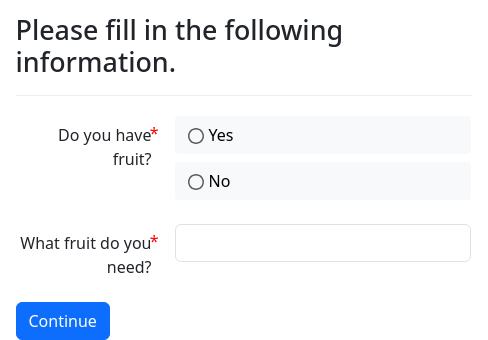 Please fill in the following
information.
Do you have*
fruit?
Yes
No
What fruit do you*
need?
Continue